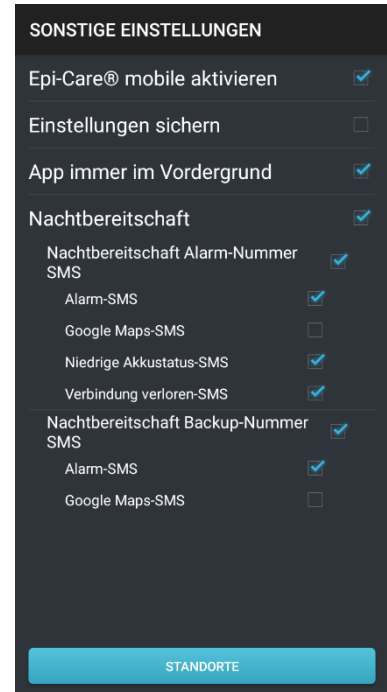 SONSTIGE EINSTELLUNGEN
Epi-Care® mobile aktivieren
Einstellungen sichern
App immer im Vordergrund
Nachtbereitschaft
Nachtbereitschaft Alarm-Nummer
SMS
Alarm-SMS
Google Maps-SMS
Niedrige Akkustatus-SMS
Verbindung verloren-SMS
Nachtbereitschaft Backup-Nummer
SMS
Alarm-SMS
Google Maps-SMS
STANDORTE